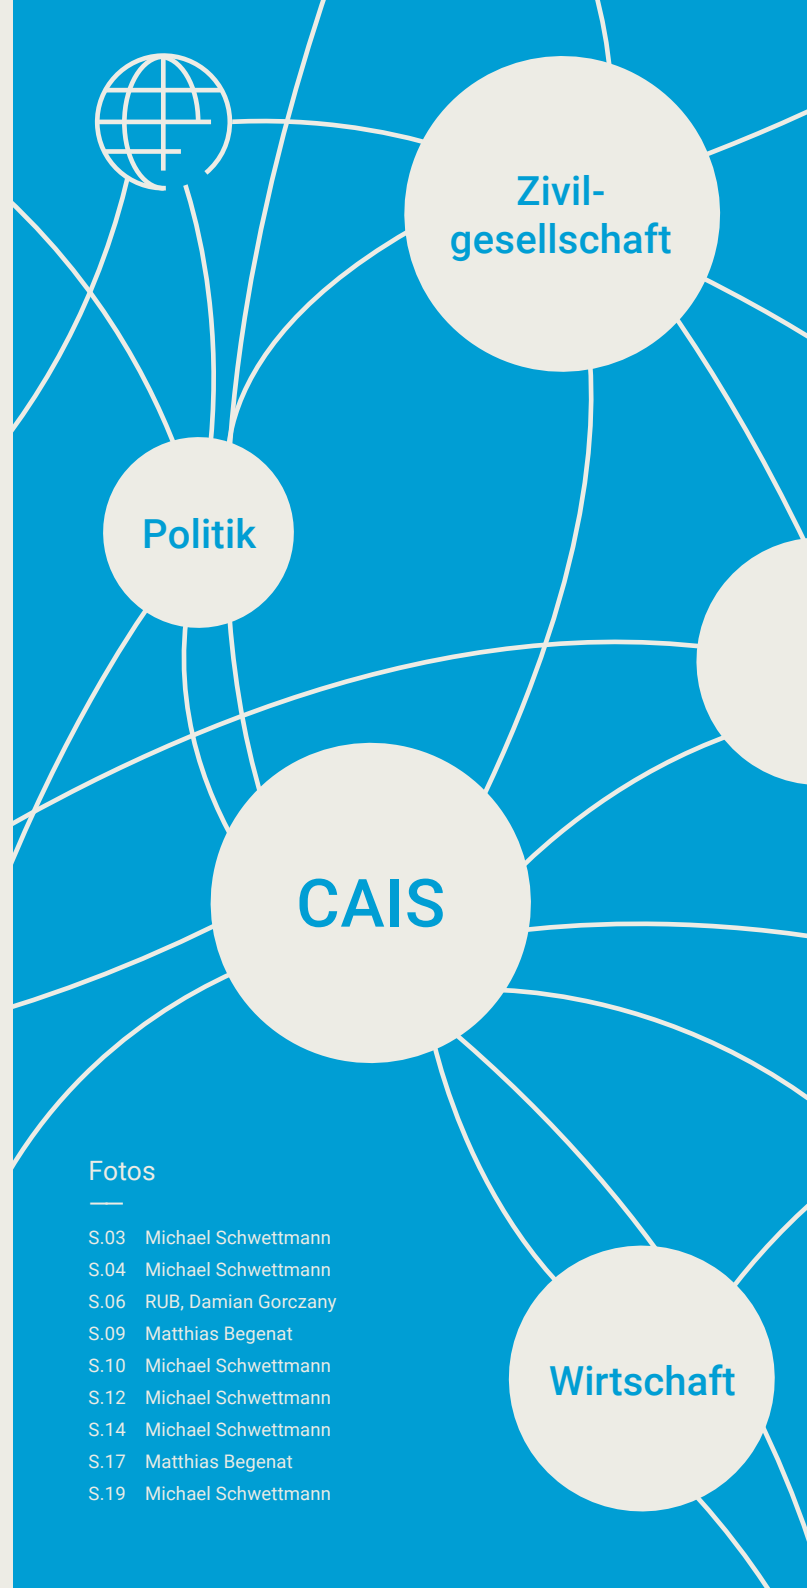 Zivil-
gesellschaft
Politik
CAIS
Fotos
S.03 Michael Schwettmann
S.04 Michael Schwettmann
S.06 RUB, Damian Gorczany
S.09 Matthias Begenat
S.10 Michael Schwettmann
S.12 Michael Schwettmann
S.14 Michael Schwettmann
S.17 Matthias Begenat
S.19 Michael Schwettmann
Wirtschaft